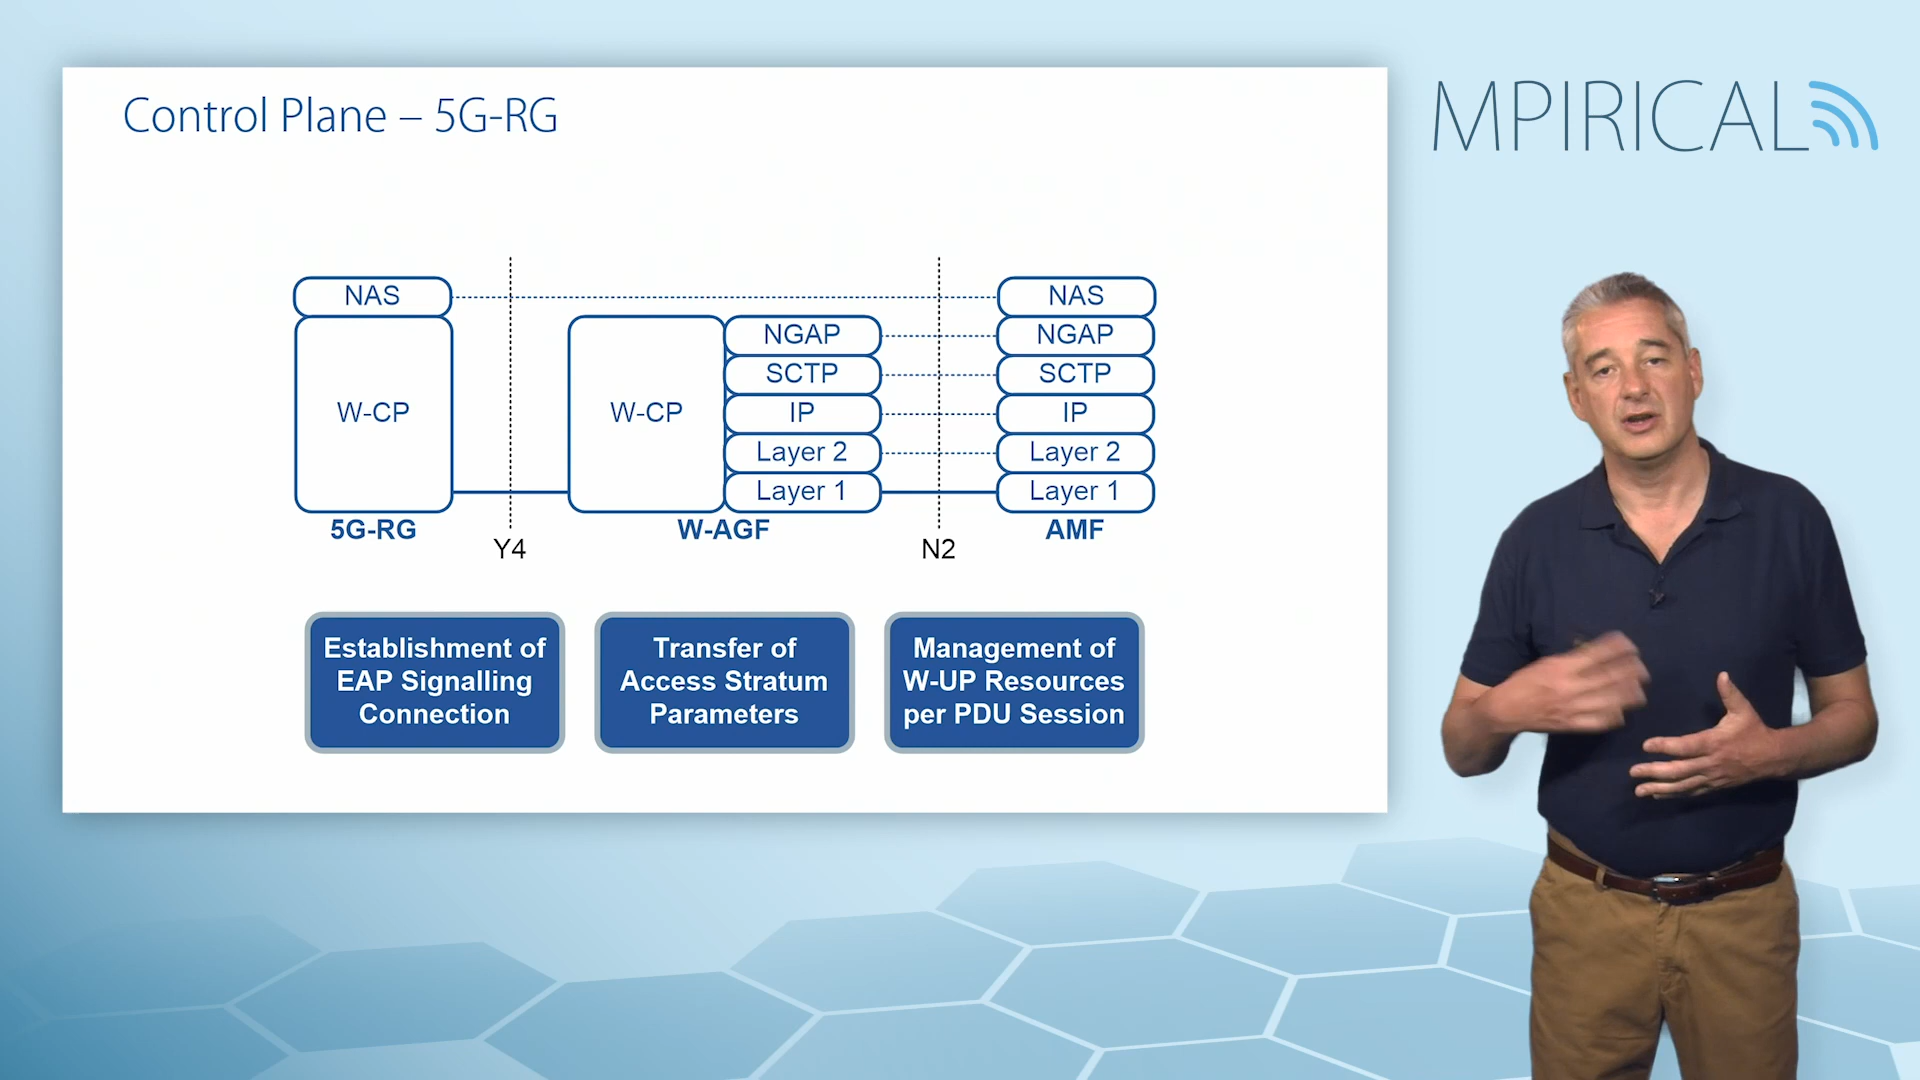 Control Plane – 5G-RG
MPIRICAL
NAS
NAS
W-CP
W-CP
NGAP
NGAP
SCTP
SCTP
IP
IP
Layer 2
Layer 2
Layer 1
Layer 1
5G-RG
W-AGF
AMF
Y4
N2
Establishment of
EAP Signalling
Connection
Transfer of
Access Stratum
Parameters
Management of
W-UP Resources
per PDU Session